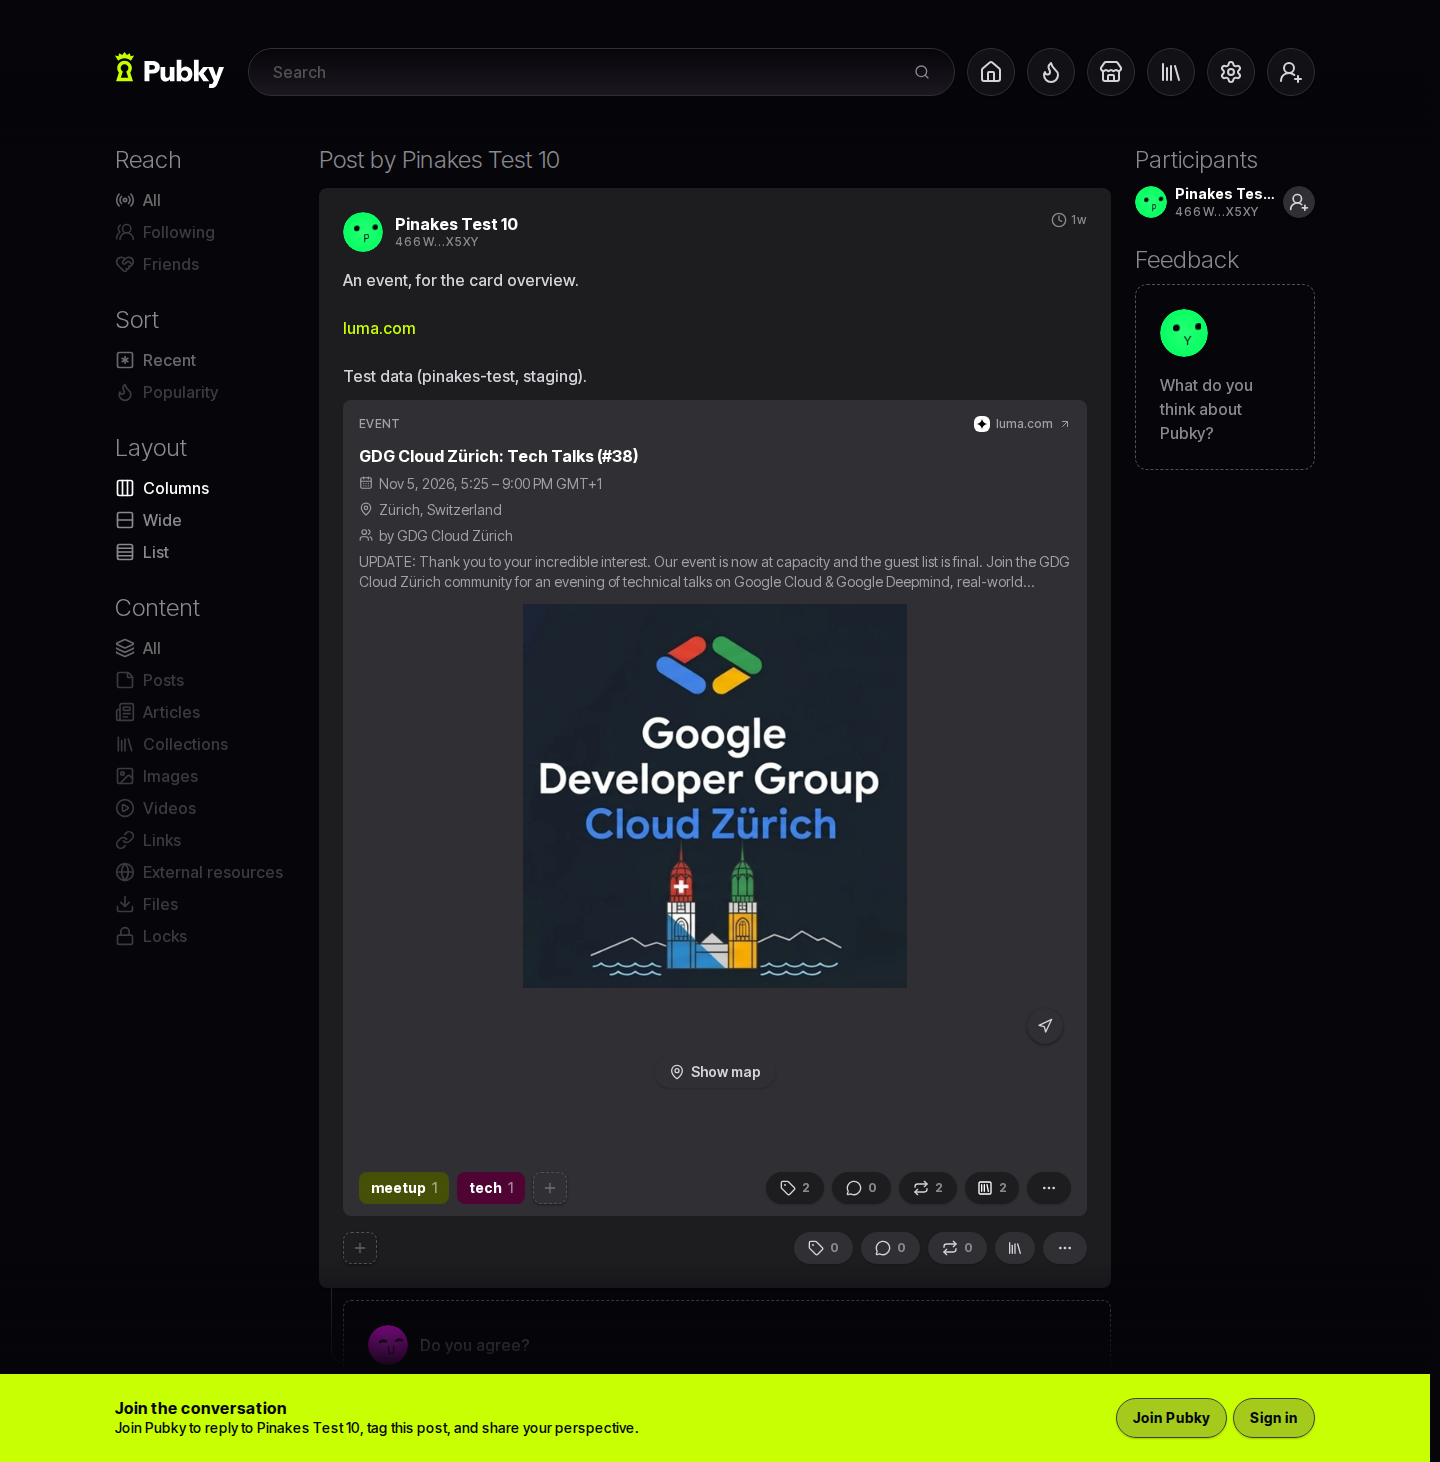 Pubky
Search
Reach
All
Following
Friends
Sort
Recent
Popularity
Layout
Columns
Wide
List
Content
All
Posts
Articles
Collections
Images
Videos
Links
External resources
Files
Locks
Post by Pinakes Test 10
P
Pinakes Test 10
466W...X5XY
1w
An event, for the card overview.
luma.com
Test data (pinakes-test, staging).
EVENT
luma.com
GDG Cloud Zürich: Tech Talks (#38)
Nov 5, 2026, 5:25 – 9:00 PM GMT+1
Zürich, Switzerland
by GDG Cloud Zürich
UPDATE: Thank you to your incredible interest. Our event is now at capacity and the guest list is final. Join the GDG
Cloud Zürich community for an evening of technical talks on Google Cloud & Google Deepmind, real-world...
Google
Developer Group
Cloud Zürich
Show map
meetup 1
tech 1
2
0
2
2
0
0
0
Do you agree?
Participants
P
Pinakes Tes...
466W...X5XY
Feedback
Y
What do you
think about
Pubky?
Join the conversation
Join Pubky to reply to Pinakes Test 10, tag this post, and share your perspective.
Join Pubky
Sign in